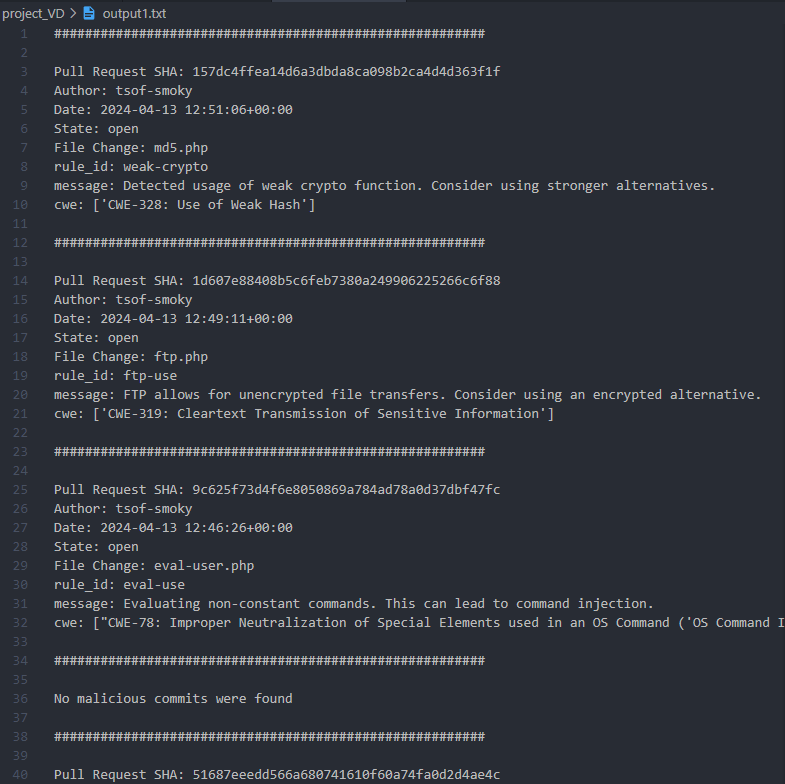 project_VD > output1.txt
1 ########################################################
2
3 Pull Request SHA: 157dc4ffea14d6a3dbda8ca098b2ca4d4d363f1f
4 Author: tsof-smoky
5 Date: 2024-04-13 12:51:06+00:00
6 State: open
7 File Change: md5.php
8 rule_id: weak-crypto
9 message: Detected usage of weak crypto function. Consider using stronger alternatives.
10 cwe: ['CWE-328: Use of Weak Hash']
11
12 ########################################################
13
14 Pull Request SHA: 1d607e88408b5c6feb7380a249906225266c6f88
15 Author: tsof-smoky
16 Date: 2024-04-13 12:49:11+00:00
17 State: open
18 File Change: ftp.php
19 rule_id: ftp-use
20 message: FTP allows for unencrypted file transfers. Consider using an encrypted alternative.
21 cwe: ['CWE-319: Cleartext Transmission of Sensitive Information']
22
23 ########################################################
24
25 Pull Request SHA: 9c625f73d4f6e8050869a784ad78a0d37dbf47fc
26 Author: tsof-smoky
27 Date: 2024-04-13 12:46:26+00:00
28 State: open
29 File Change: eval-user.php
30 rule_id: eval-use
31 message: Evaluating non-constant commands. This can lead to command injection.
32 cwe: ["CWE-78: Improper Neutralization of Special Elements used in an OS Command ('OS Command I
33
34 ########################################################
35
36 No malicious commits were found
37
38 ########################################################
39
40 Pull Request SHA: 51687eeedd566a680741610f60a74fa0d2d4ae4c